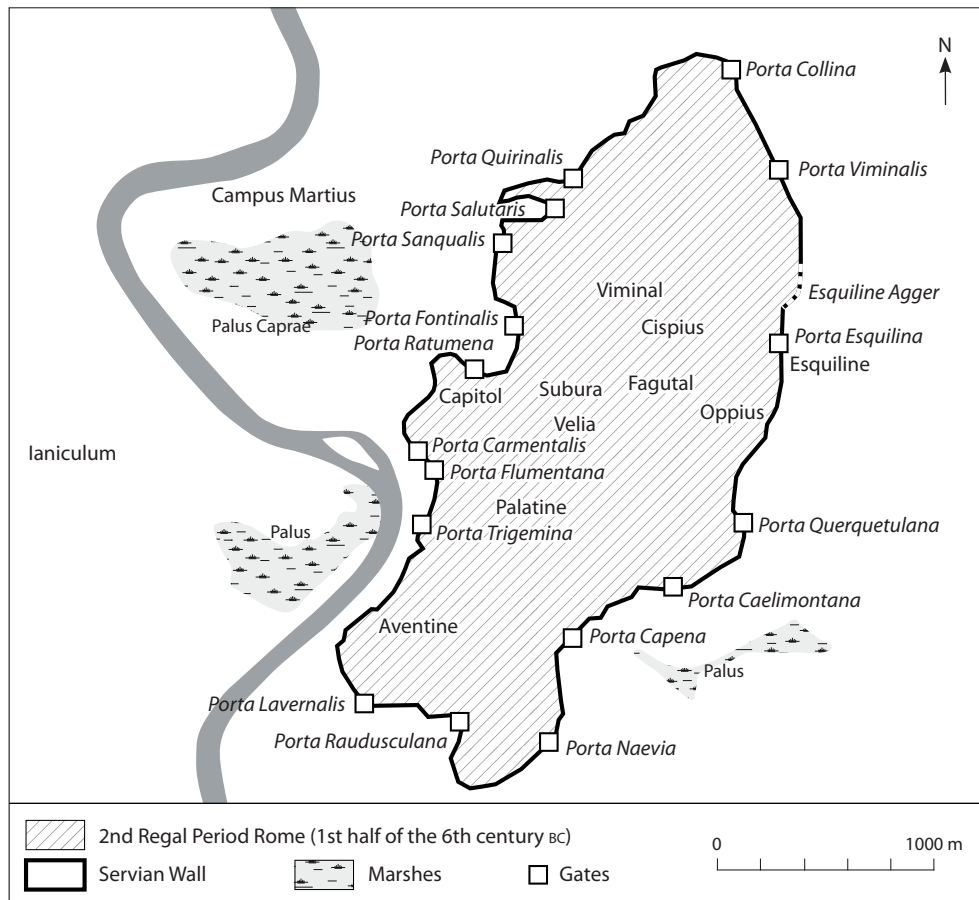 N
Porta Collina
Porta Quirinalis
Porta Viminalis
Campus Martius
Porta Salutaris
Porta Sanqualis
Viminal
Esquiline Agger
Porta Fontinalis
Cispius
Palus Caprae
Porta Ratumena
Porta Esquilina
Esquiline
Capitol
Subura
Fagutal
Oppius
Velia
Ianiculum
Porta Carmentalis
Porta Flumentana
Palatine
Palus
Porta Trigemina
Porta Querquetulana
Porta Caelimontana
Aventine
Porta Capena
Palus
Porta Lavernalis
Porta Raudusculana
Porta Naevia
2nd Regal Period Rome (1st half of the 6th century BC)
0 1000 m
Servian Wall
Marshes
Gates